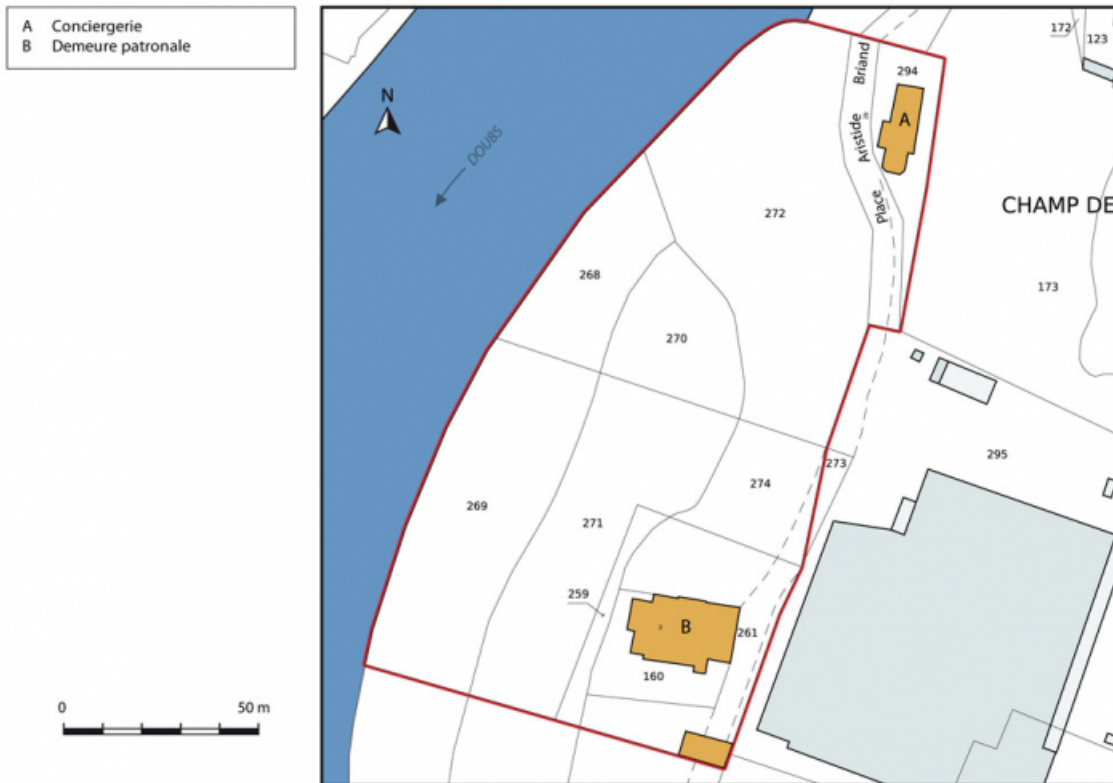 A Conciergerie
B Demeure patronale
N
DOUBS
Place Aristide Briand
172
123
294
A
CHAMP DE
272
268
173
270
295
273
274
269
271
259
B
261
160
0 50 m